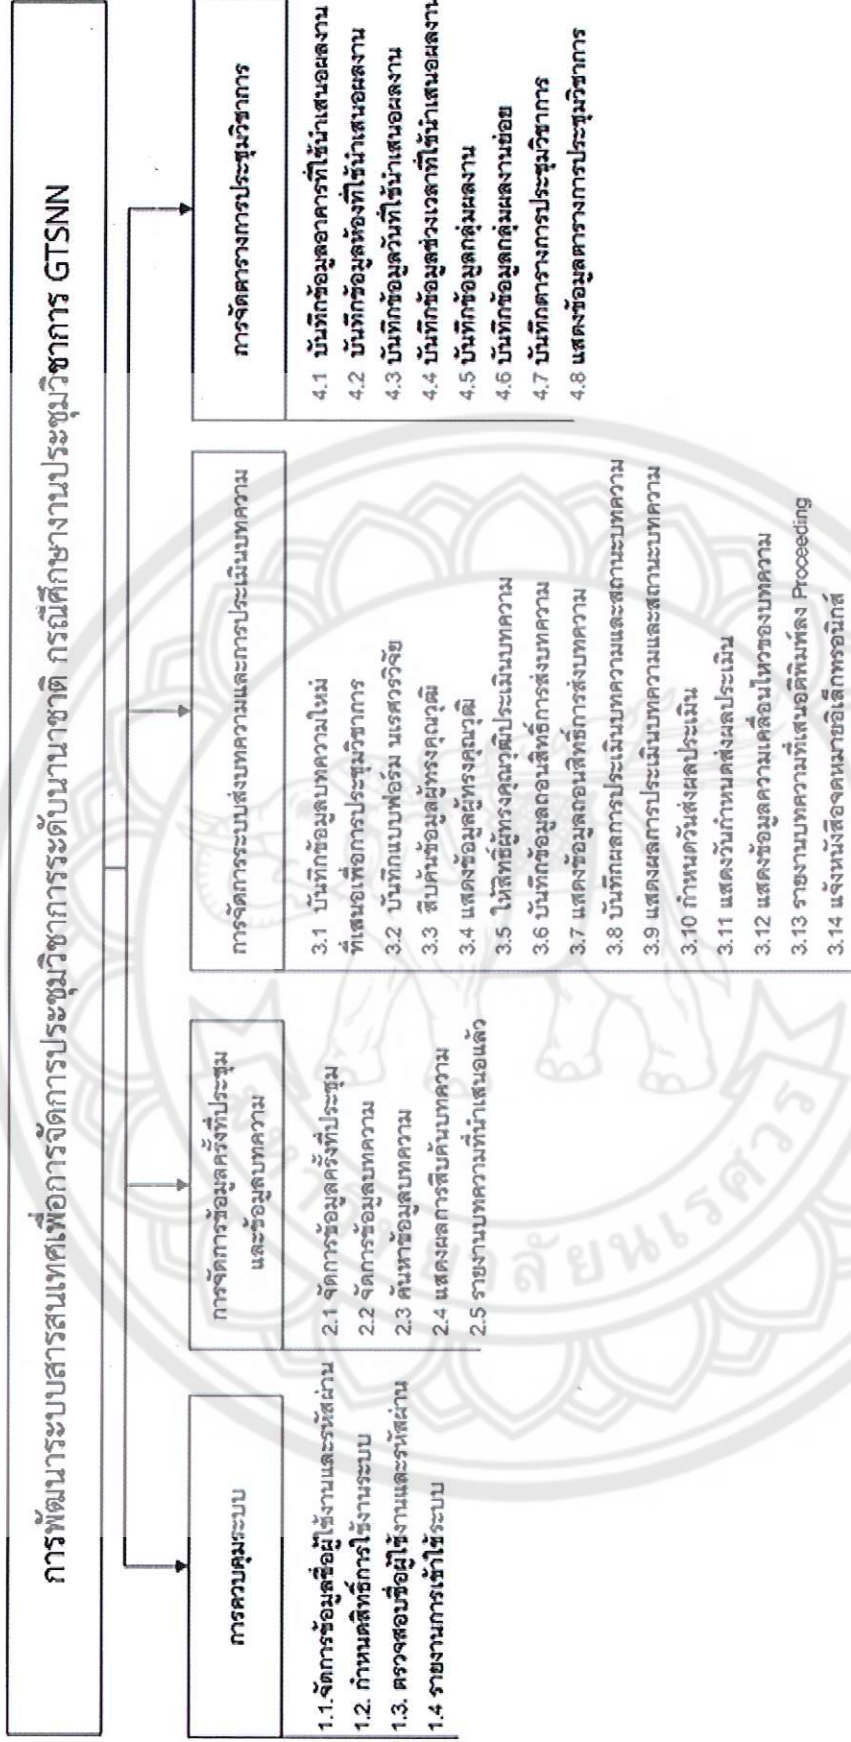 การพัฒนาระบบสารสนเทศเพื่อการจัดการประชุมวิชาการระดับนานาชาติ กรณีศึกษางานประชุมวิชาการ GTSNN
การควบคุมระบบ
1.1.จัดการข้อมูลชื่อผู้ใช้งานและรหัสผ่าน
1.2. กำหนดสิทธิ์การใช้งานระบบ
1.3. ตรวจสอบชื่อผู้ใช้งานและรหัสผ่าน
1.4 รายงานการเข้าใช้ระบบ
การจัดการข้อมูลครั้งที่ประชุม
และข้อมูลบทความ
2.1 จัดการข้อมูลครั้งที่ประชุม
2.2 จัดการข้อมูลบทความ
2.3 ค้นหาข้อมูลบทความ
2.4 แสดงผลการสืบค้นบทความ
2.5 รายงานบทความที่นำเสนอแล้ว
การจัดการระบบส่งบทความและการประเมินบทความ
3.1 บันทึกข้อมูลบทความใหม่
ที่เสนอเพื่อการประชุมวิชาการ
3.2 บันทึกแบบฟอร์ม นเรศวรวิจัย
3.3 สืบค้นข้อมูลผู้ทรงคุณวุฒิ
3.4 แสดงข้อมูลผู้ทรงคุณวุฒิ
3.5 ให้สิทธิ์ผู้ทรงคุณวุฒิประเมินบทความ
3.6 บันทึกข้อมูลถอนสิทธิ์การส่งบทความ
3.7 แสดงข้อมูลถอนสิทธิ์การส่งบทความ
3.8 บันทึกผลการประเมินบทความและสถานะบทความ
3.9 แสดงผลการประเมินบทความและสถานะบทความ
3.10 กำหนดวันส่งผลประเมิน
3.11 แสดงวันกำหนดส่งผลประเมิน
3.12 แสดงข้อมูลความเคลื่อนไหวของบทความ
3.13 รายงานบทความที่เสนอตีพิมพ์ลง Proceeding
3.14 แจ้งหนังสือจดหมายอิเล็กทรอนิกส์
การจัดตารางการประชุมวิชาการ
4.1 บันทึกข้อมูลอาคารที่ใช้นำเสนอผลงาน
4.2 บันทึกข้อมูลห้องที่ใช้นำเสนอผลงาน
4.3 บันทึกข้อมูลวันที่ใช้นำเสนอผลงาน
4.4 บันทึกข้อมูลช่วงเวลาที่ใช้นำเสนอผลงาน
4.5 บันทึกข้อมูลกลุ่มผลงาน
4.6 บันทึกข้อมูลกลุ่มผลงานย่อย
4.7 บันทึกตารางการประชุมวิชาการ
4.8 แสดงข้อมูลตารางการประชุมวิชาการ